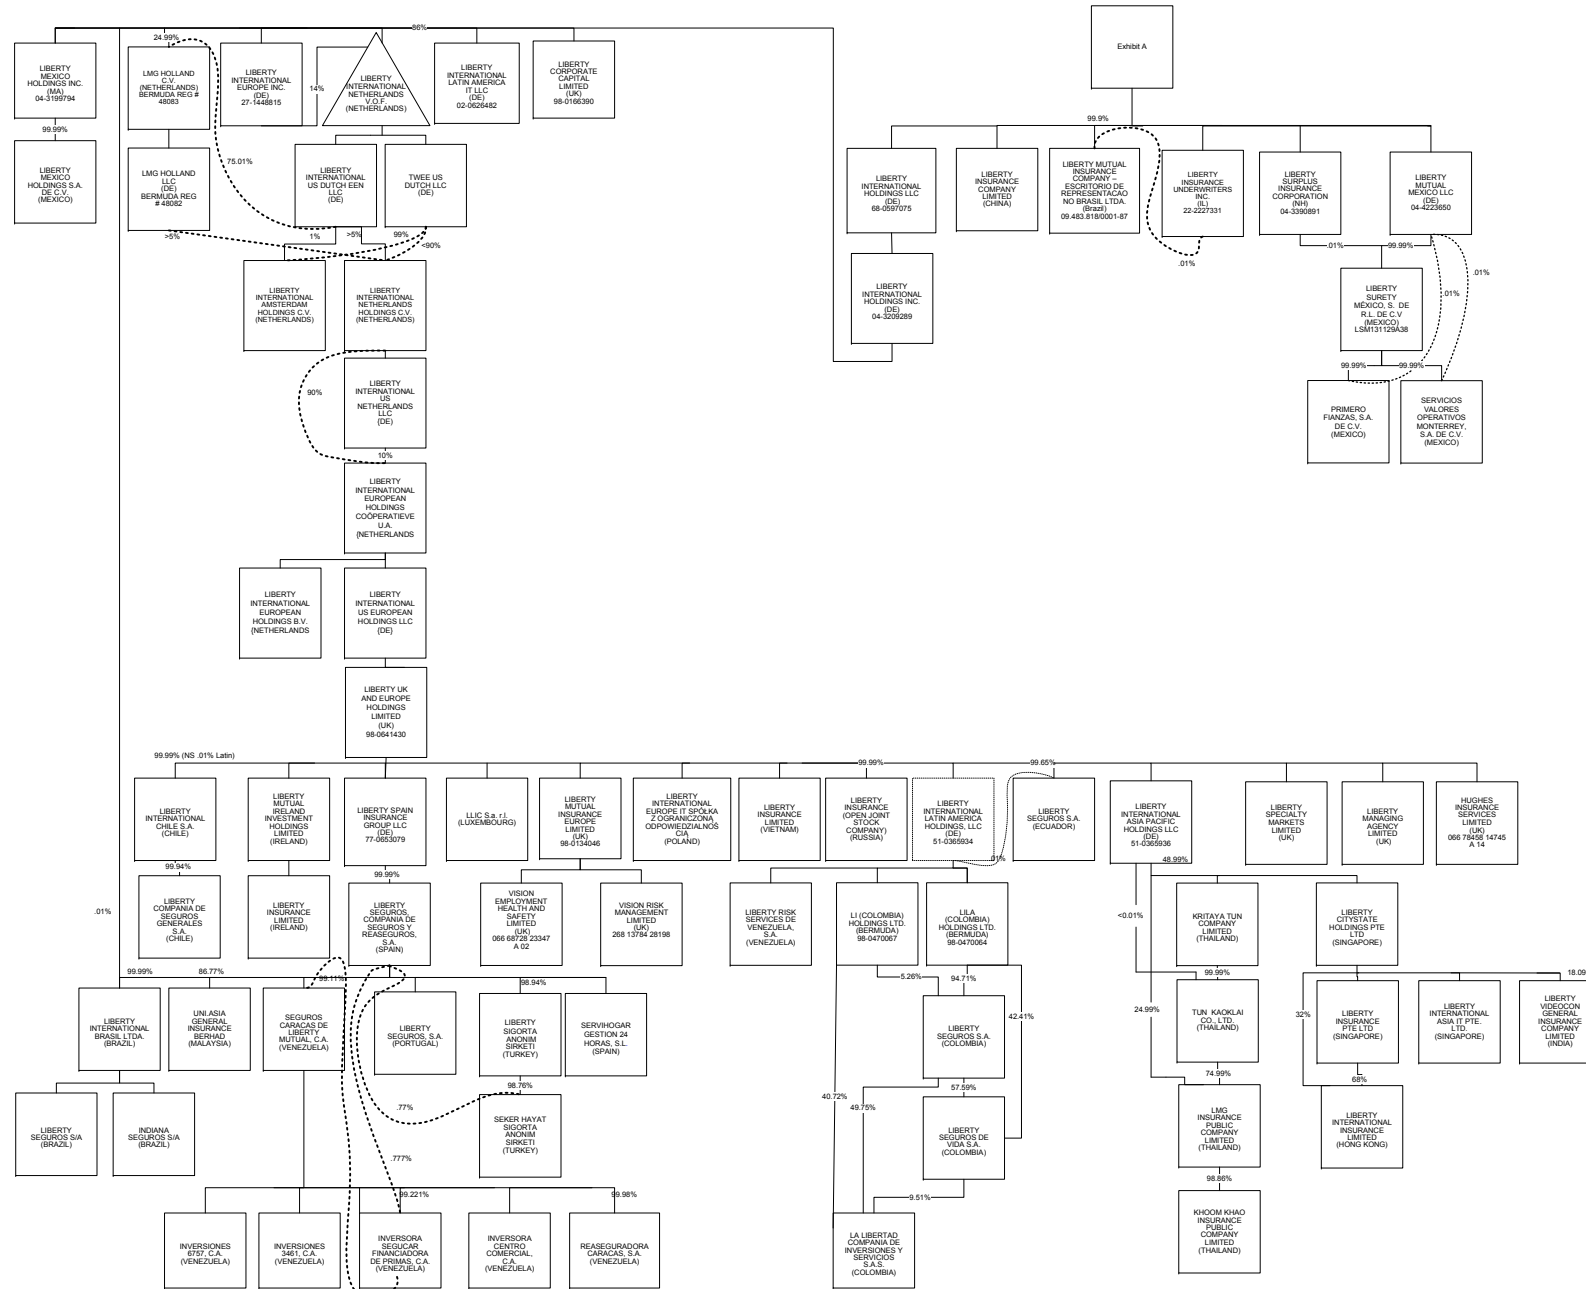 Exhibit A
86%
24.99%
LIBERTY
MEXICO
HOLDINGS INC.
(MA)
04-3199794
LMG HOLLAND
C.V.
(NETHERLANDS)
BERMUDA REG #
48083
LIBERTY
INTERNATIONAL
EUROPE INC.
(DE)
27-1448815
14%
LIBERTY
INTERNATIONAL
NETHERLANDS
V.O.F.
(NETHERLANDS)
LIBERTY
INTERNATIONAL
LATIN AMERICA
IT LLC
(DE)
02-0626482
LIBERTY
CORPORATE
CAPITAL
LIMITED
(UK)
98-0166390
99.99%
LIBERTY
MEXICO
HOLDINGS S.A.
DE C.V.
(MEXICO)
LMG HOLLAND
LLC
(DE)
BERMUDA REG
# 48082
75.01%
LIBERTY
INTERNATIONAL
US DUTCH EEN
LLC
(DE)
TWEE US
DUTCH LLC
(DE)
>5%
1%
>5%
99%
<90%
99.9%
LIBERTY
INTERNATIONAL
HOLDINGS LLC
(DE)
68-0597075
LIBERTY
INSURANCE
COMPANY
LIMITED
(CHINA)
LIBERTY MUTUAL
INSURANCE
COMPANY –
ESCRITORIO DE
REPRESENTACAO
NO BRASIL LTDA.
(Brazil)
09.483.818/0001-87
LIBERTY
INSURANCE
UNDERWRITERS
INC.
(IL)
22-2227331
LIBERTY
SURPLUS
INSURANCE
CORPORATION
(NH)
04-3390891
LIBERTY
MUTUAL
MEXICO LLC
(DE)
04-4223650
.01%
.01%
99.99%
.01%
.01%
LIBERTY
INTERNATIONAL
HOLDINGS INC.
(DE)
04-3209289
LIBERTY
SURETY
MÉXICO, S. DE
R.L. DE C.V
(MEXICO)
LSM131129A38
99.99%
99.99%
PRIMERO
FIANZAS, S.A.
DE C.V.
(MEXICO)
SERVICIOS
VALORES
OPERATIVOS
MONTERREY,
S.A. DE C.V.
(MEXICO)
LIBERTY
INTERNATIONAL
AMSTERDAM
HOLDINGS C.V.
(NETHERLANDS)
LIBERTY
INTERNATIONAL
NETHERLANDS
HOLDINGS C.V.
(NETHERLANDS)
90%
LIBERTY
INTERNATIONAL
US
NETHERLANDS
LLC
(DE)
10%
LIBERTY
INTERNATIONAL
EUROPEAN
HOLDINGS
COÖPERATIEVE
U.A.
(NETHERLANDS
LIBERTY
INTERNATIONAL
EUROPEAN
HOLDINGS B.V.
(NETHERLANDS
LIBERTY
INTERNATIONAL
US EUROPEAN
HOLDINGS LLC
(DE)
LIBERTY UK
AND EUROPE
HOLDINGS
LIMITED
(UK)
98-0641430
99.99% (NS .01% Latin)
99.99%
99.65%
LIBERTY
INTERNATIONAL
CHILE S.A.
(CHILE)
LIBERTY
MUTUAL
IRELAND
INVESTMENT
HOLDINGS
LIMITED
(IRELAND)
LIBERTY SPAIN
INSURANCE
GROUP LLC
(DE)
77-0653079
LLIC S.a. r.l.
(LUXEMBOURG)
LIBERTY
MUTUAL
INSURANCE
EUROPE
LIMITED
(UK)
98-0134046
LIBERTY
INTERNATIONAL
EUROPE IT SPÓŁKA
Z OGRANICZONĄ
ODPOWIEDZIALNOŚ
CIĄ
(POLAND)
LIBERTY
INSURANCE
LIMITED
(VIETNAM)
LIBERTY
INSURANCE
(OPEN JOINT
STOCK
COMPANY)
(RUSSIA)
LIBERTY
INTERNATIONAL
LATIN AMERICA
HOLDINGS, LLC
(DE)
51-0365934
LIBERTY
SEGUROS S.A.
(ECUADOR)
LIBERTY
INTERNATIONAL
ASIA PACIFIC
HOLDINGS LLC
(DE)
51-0365936
LIBERTY
SPECIALTY
MARKETS
LIMITED
(UK)
LIBERTY
MANAGING
AGENCY
LIMITED
(UK)
HUGHES
INSURANCE
SERVICES
LIMITED
(UK)
066 78458 14745
A 14
99.94%
99.99%
.01%
48.99%
LIBERTY
COMPANIA DE
SEGUROS
GENERALES
S.A.
(CHILE)
LIBERTY
INSURANCE
LIMITED
(IRELAND)
LIBERTY
SEGUROS,
COMPANIA DE
SEGUROS Y
REASEGUROS,
S.A.
(SPAIN)
VISION
EMPLOYMENT
HEALTH AND
SAFETY
LIMITED
(UK)
066 68728 23347
A 02
VISION RISK
MANAGEMENT
LIMITED
(UK)
268 13784 28198
LIBERTY RISK
SERVICES DE
VENEZUELA,
S.A.
(VENEZUELA)
LI (COLOMBIA)
HOLDINGS LTD.
(BERMUDA)
98-0470067
LILA
(COLOMBIA)
HOLDINGS LTD.
(BERMUDA)
98-0470064
<0.01%
KRITAYA TUN
COMPANY
LIMITED
(THAILAND)
LIBERTY
CITYSTATE
HOLDINGS PTE
LTD
(SINGAPORE)
.01%
99.99%
86.77%
99.11%
98.94%
5.26%
94.71%
42.41%
99.99%
24.99%
32%
18.09
LIBERTY
INTERNATIONAL
BRASIL LTDA.
(BRAZIL)
UNI.ASIA
GENERAL
INSURANCE
BERHAD
(MALAYSIA)
SEGUROS
CARACAS DE
LIBERTY
MUTUAL, C.A.
(VENEZUELA)
LIBERTY
SEGUROS, S.A.
(PORTUGAL)
LIBERTY
SIGORTA
ANONIM
SIRKETI
(TURKEY)
SERVIHOGAR
GESTION 24
HORAS, S.L.
(SPAIN)
LIBERTY
SEGUROS S.A.
(COLOMBIA)
TUN KAOKLAI
CO., LTD.
(THAILAND)
LIBERTY
INSURANCE
PTE LTD
(SINGAPORE)
LIBERTY
INTERNATIONAL
ASIA IT PTE.
LTD.
(SINGAPORE)
LIBERTY
VIDEOCON
GENERAL
INSURANCE
COMPANY
LIMITED
(INDIA)
98.76%
57.59%
74.99%
68%
40.72%
49.75%
.77%
.777%
LIBERTY
SEGUROS S/A
(BRAZIL)
INDIANA
SEGUROS S/A
(BRAZIL)
SEKER HAYAT
SIGORTA
ANONIM
SIRKETI
(TURKEY)
LIBERTY
SEGUROS DE
VIDA S.A.
(COLOMBIA)
LMG
INSURANCE
PUBLIC
COMPANY
LIMITED
(THAILAND)
LIBERTY
INTERNATIONAL
INSURANCE
LIMITED
(HONG KONG)
99.221%
99.98%
9.51%
98.86%
INVERSIONES
6757, C.A.
(VENEZUELA)
INVERSIONES
3461, C.A.
(VENEZUELA)
INVERSORA
SEGUCAR
FINANCIADORA
DE PRIMAS, C.A.
(VENEZUELA)
INVERSORA
CENTRO
COMERCIAL,
C.A.
(VENEZUELA)
REASEGURADORA
CARACAS, S.A.
(VENEZUELA)
LA LIBERTAD
COMPANIA DE
INVERSIONES Y
SERVICIOS
S.A.S.
(COLOMBIA)
KHOOM KHAO
INSURANCE
PUBLIC
COMPANY
LIMITED
(THAILAND)